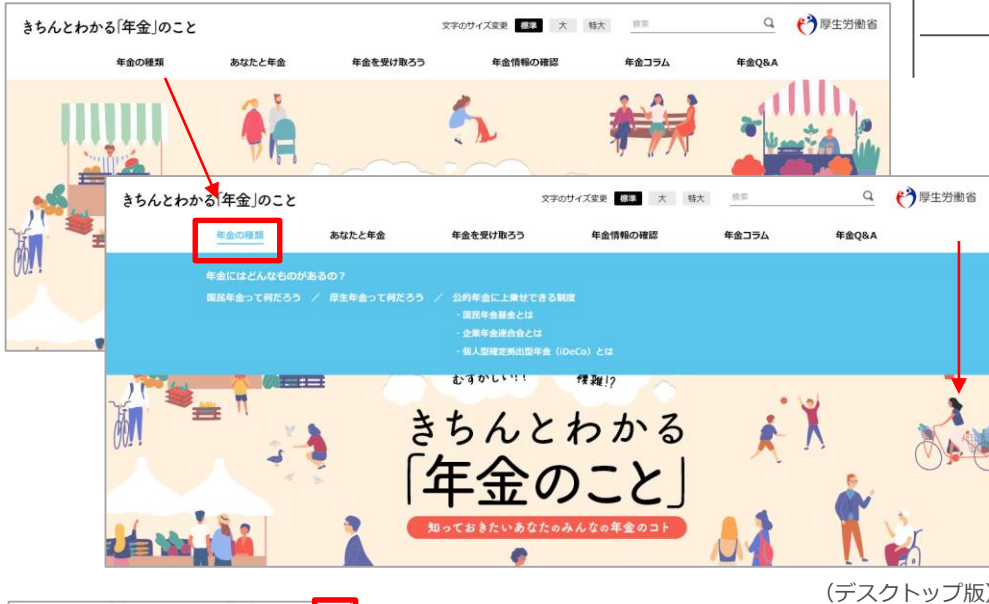 きちんとわかる「年金」のこと
文字のサイズ変更 標準 大 特大 検索 厚生労働省
年金の種類 あなたと年金 年金を受け取ろう 年金情報の確認 年金コラム 年金Q&A
きちんとわかる「年金」のこと
文字のサイズ変更 標準 大 特大 検索 厚生労働省
年金の種類 あなたと年金 年金を受け取ろう 年金情報の確認 年金コラム 年金Q&A
年金にはどんなものがあるの?
国民年金って何だろう / 厚生年金って何だろう / 公的年金に上乗せできる制度
・国民年金基金とは
・企業年金連合会とは
・個人型確定拠出型年金(iDeCo)とは
むずかしい!! 複雑!?
きちんとわかる
「年金のこと」
知っておきたいあなたのみんなの年金のコト
(デスクトップ版)